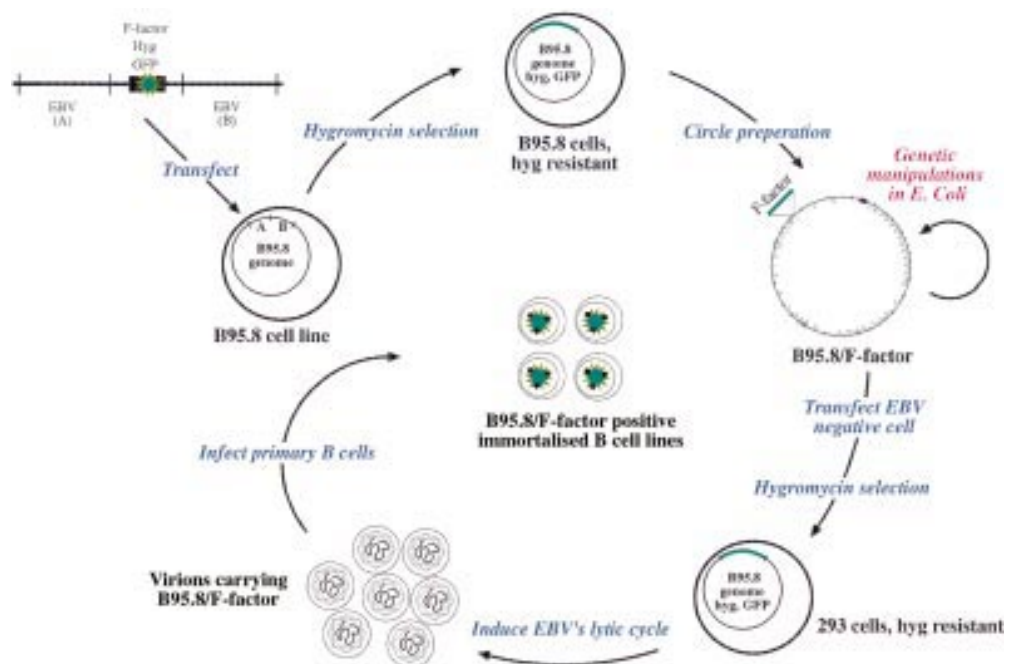 F-factor
Hyg
GFP
EBV
(A)
EBV
(B)
Transfect
A B
B95.8
genome
B95.8 cell line
Hygromycin selection
B95.8
genome
hyg, GFP
B95.8 cells,
hyg resistant
Circle preperation
F-factor
Genetic
manipulations
in E. Coli
B95.8/F-factor
Transfect EBV
negative cell
Hygromycin selection
B95.8
genome
hyg, GFP
293 cells, hyg resistant
Induce EBV's lytic cycle
Virions carrying
B95.8/F-factor
Infect primary B cells
B95.8/F-factor positive
immortalised B cell lines